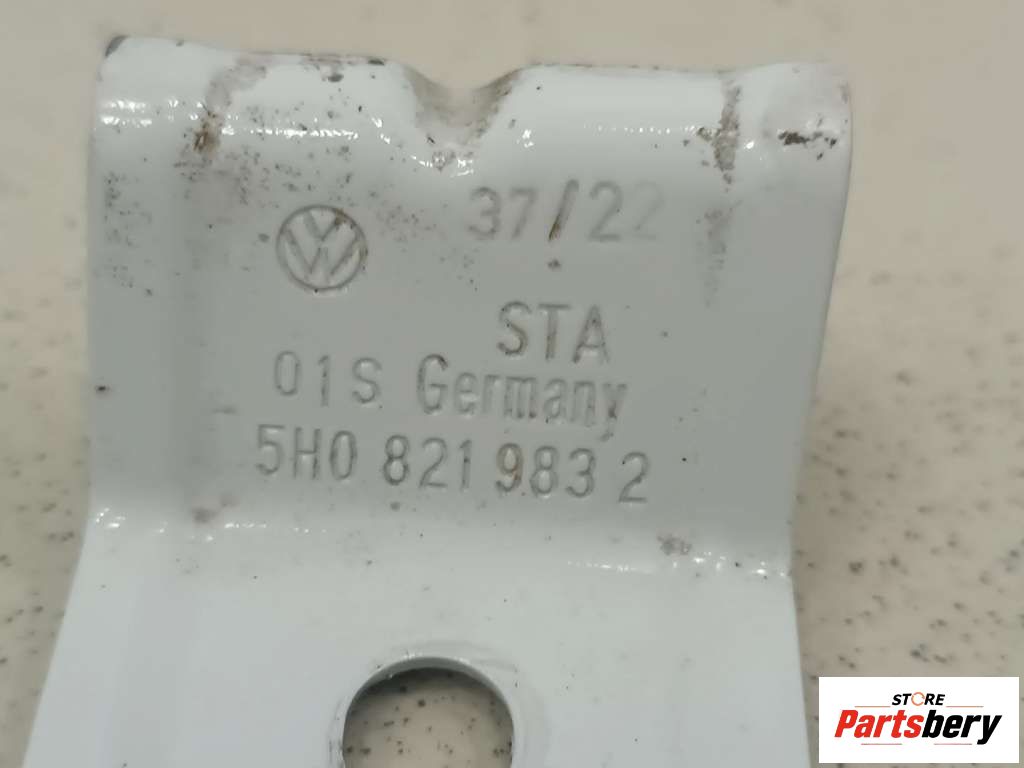 37/22
STA
01S Germany
5H0 821 983 2
STORE
Partsbery